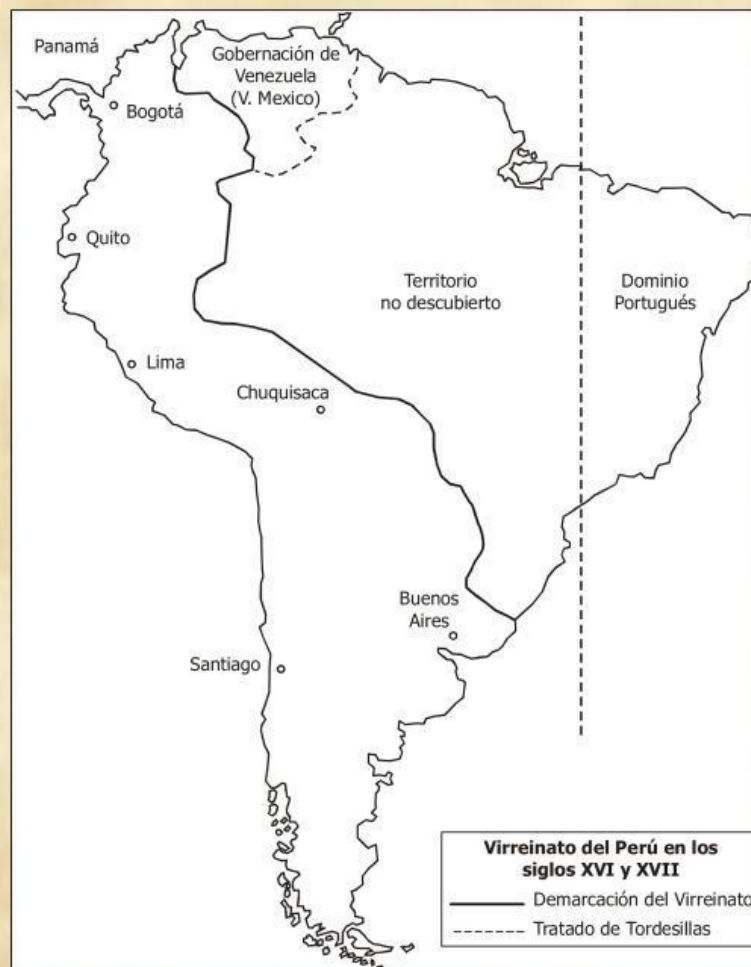 Panamá
Gobernación de
Venezuela
(V. Mexico)
Bogotá
Quito
Territorio
no descubierto
Dominio
Portugués
Lima
Chuquisaca
Buenos
Aires
Santiago
Virreinato del Perú en los
siglos XVI y XVII
Demarcación del Virreinato
Tratado de Tordesillas